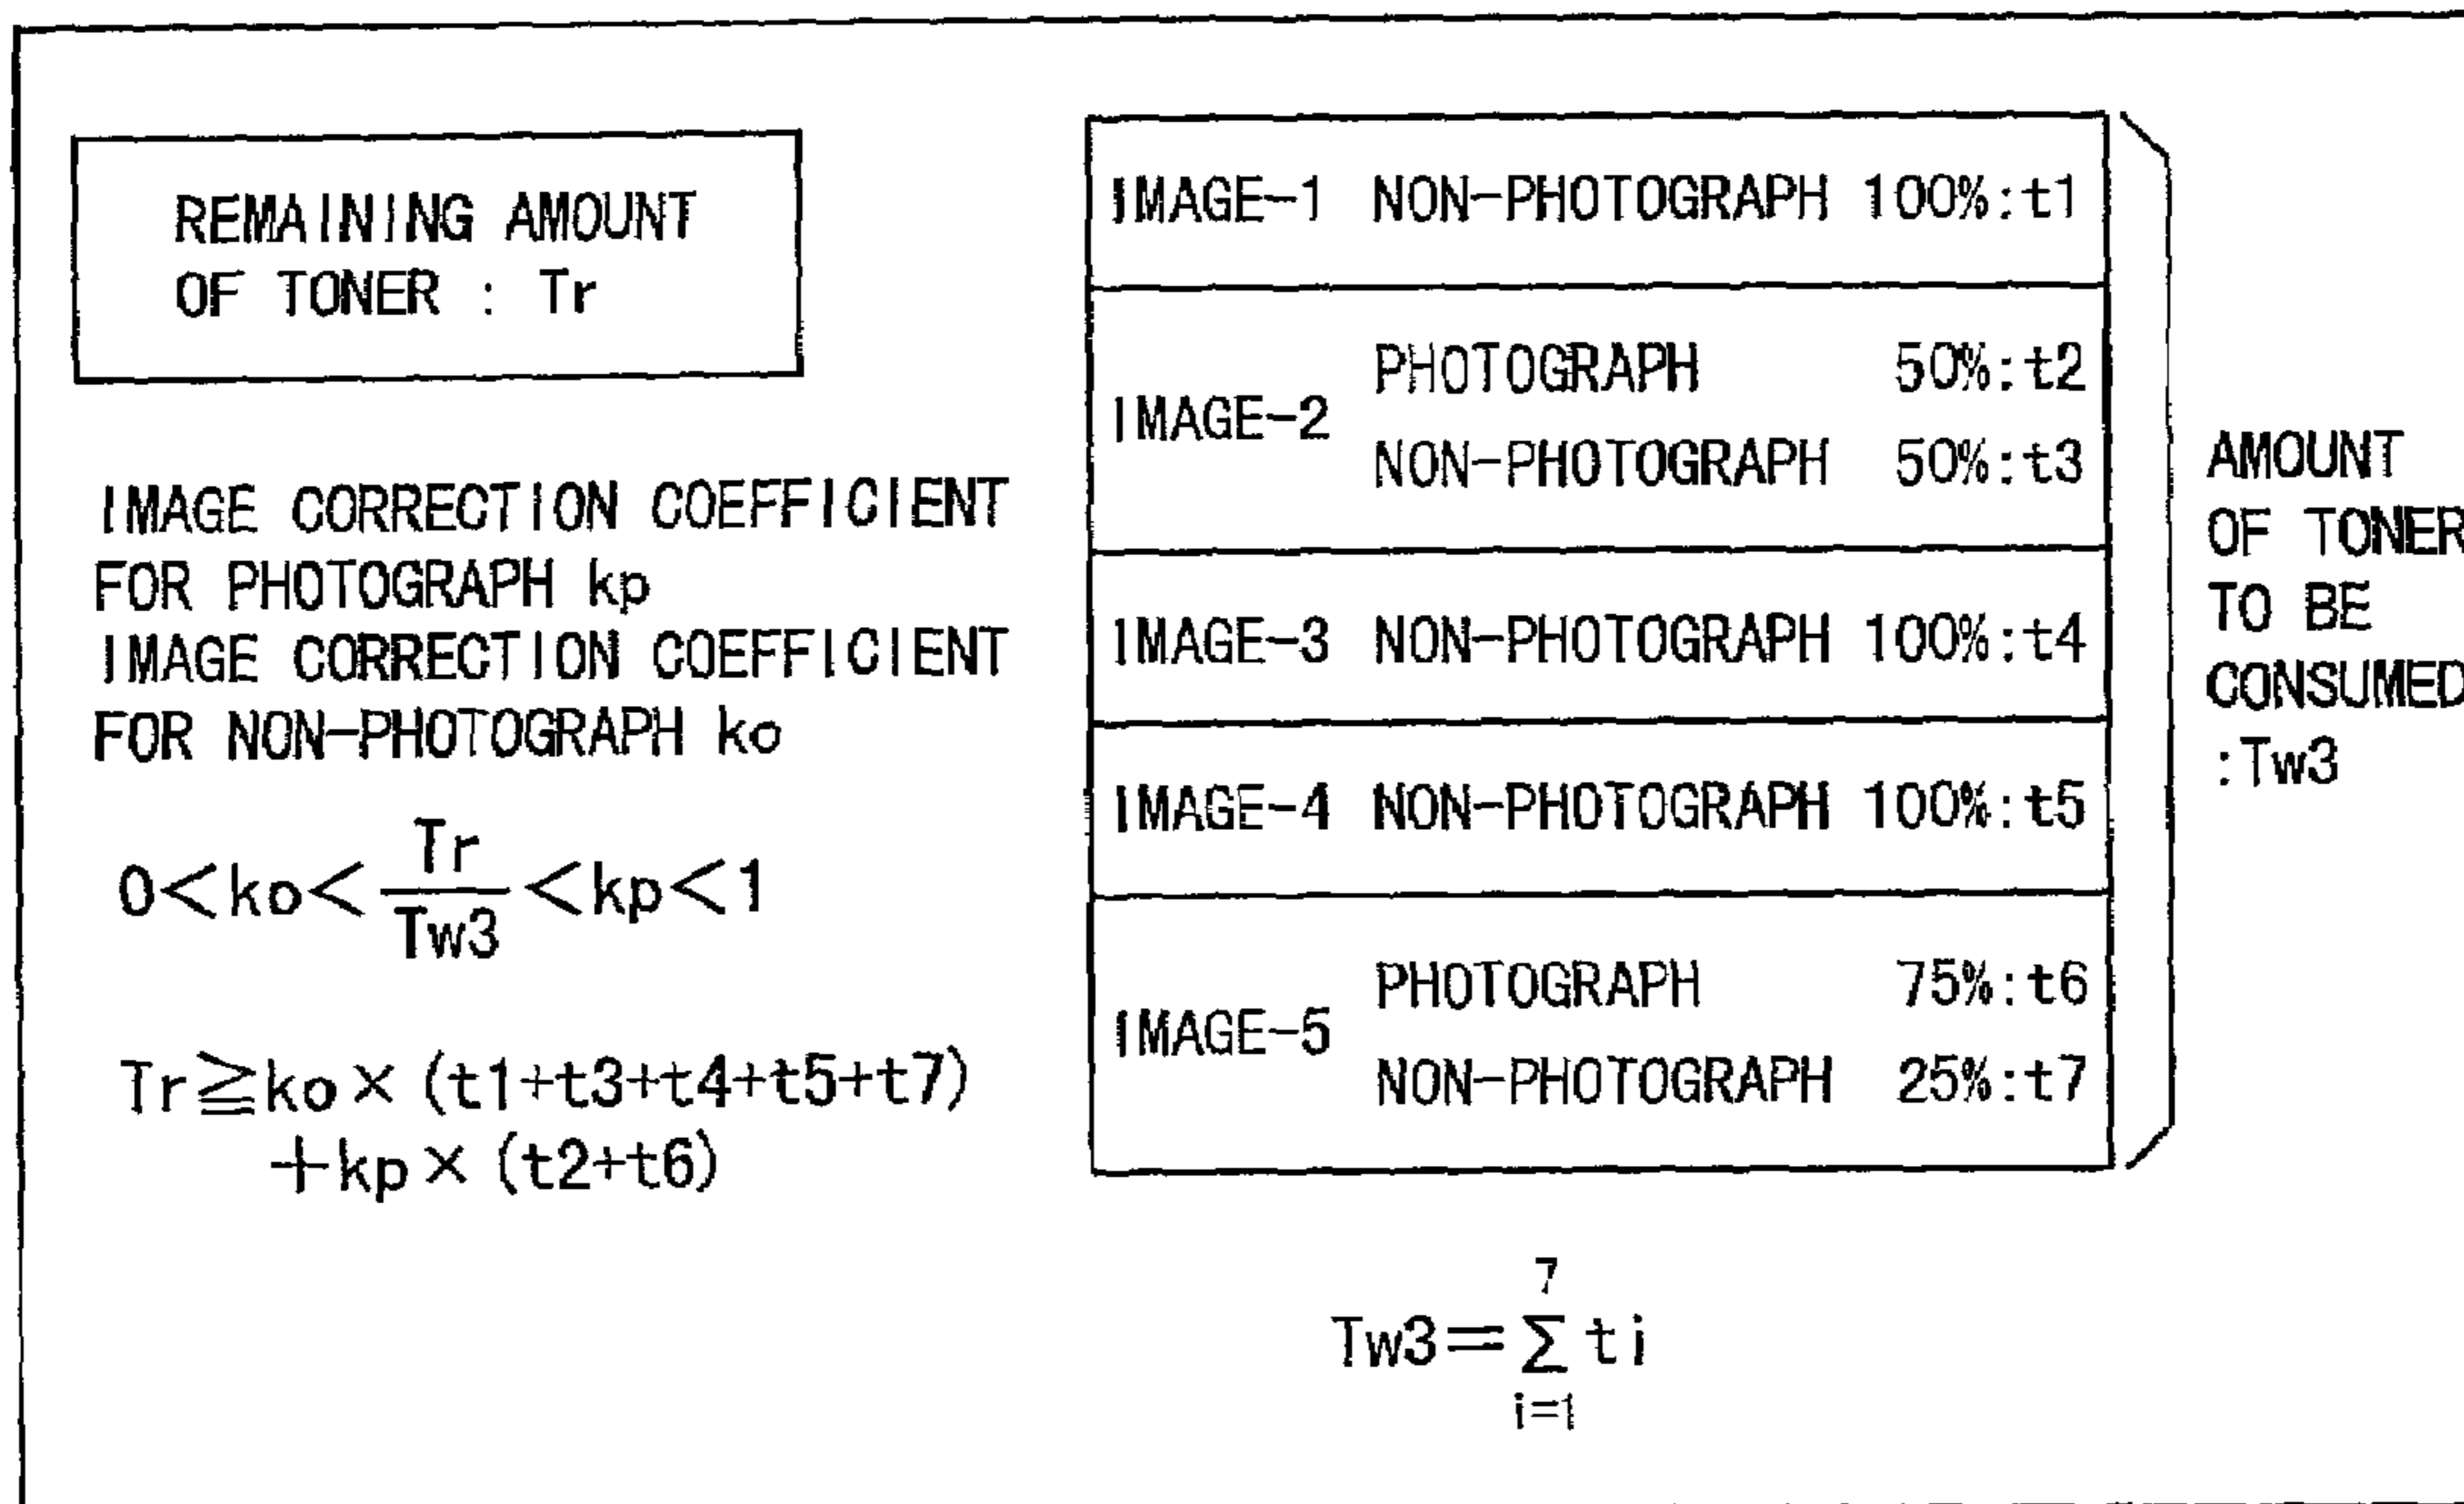 REMAINING AMOUNT
OF TONER : Tr
IMAGE CORRECTION COEFFICIENT
FOR PHOTOGRAPH kp
IMAGE CORRECTION COEFFICIENT
FOR NON-PHOTOGRAPH ko
0<ko<Tr/Tw3<kp<1
Tr≧ko×(t1+t3+t4+t5+t7)
+kp×(t2+t6)
IMAGE-1 NON-PHOTOGRAPH 100%:t1
IMAGE-2
PHOTOGRAPH 50%:t2
NON-PHOTOGRAPH 50%:t3
IMAGE-3 NON-PHOTOGRAPH 100%:t4
IMAGE-4 NON-PHOTOGRAPH 100%:t5
IMAGE-5
PHOTOGRAPH 75%:t6
NON-PHOTOGRAPH 25%:t7
AMOUNT
OF TONER
TO BE
CONSUMED
:Tw3
7
Tw3=Σti
i=1